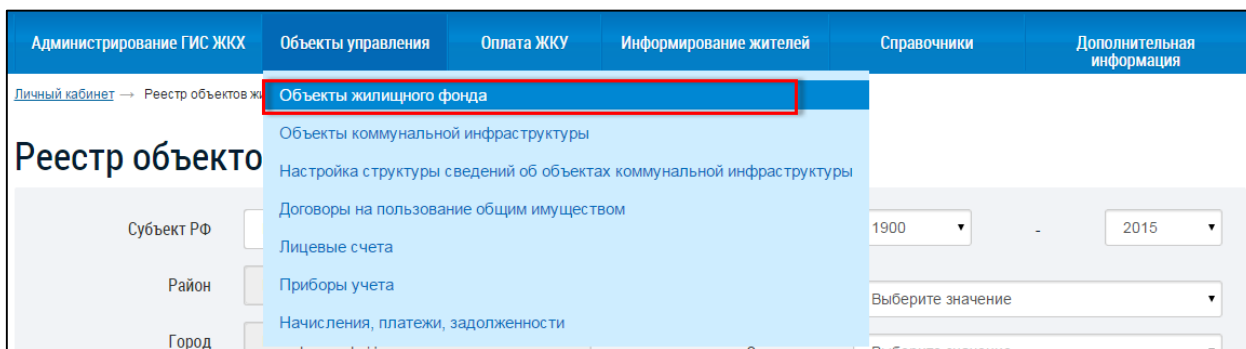 Администрирование ГИС ЖКХ Объекты управления Оплата ЖКУ Информирование жителей Справочники Дополнительная информация
Личный кабинет → Реестр объектов жи
Объекты жилищного фонда
Объекты коммунальной инфраструктуры
Реестр объекто
Настройка структуры сведений об объектах коммунальной инфраструктуры
Договоры на пользование общим имуществом
Субъект РФ 1900 - 2015
Лицевые счета
Район Приборы учета
Выберите значение
Начисления, платежи, задолженности
Город